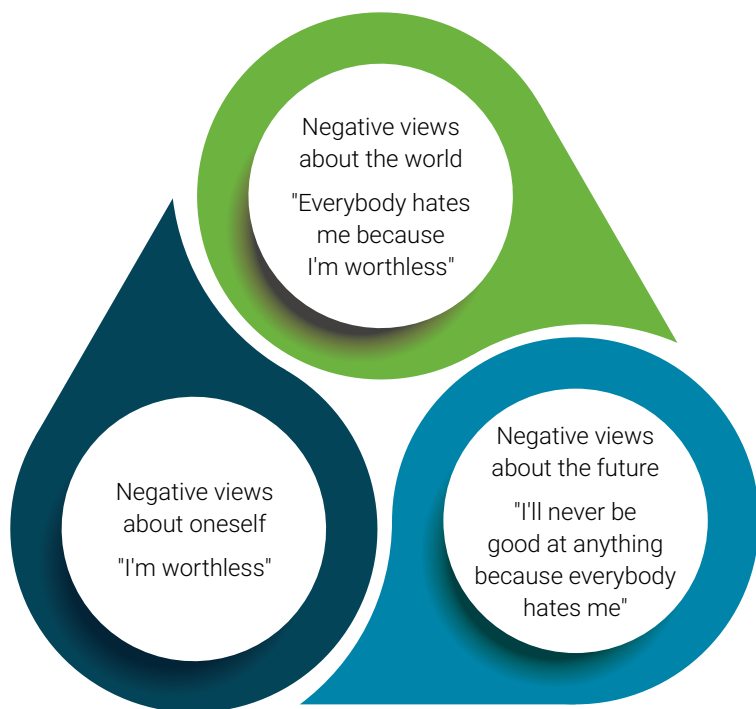 Negative views
about the world
"Everybody hates
me because
I'm worthless"
Negative views
about oneself
"I'm worthless"
Negative views
about the future
"I'll never be
good at anything
because everybody
hates me"